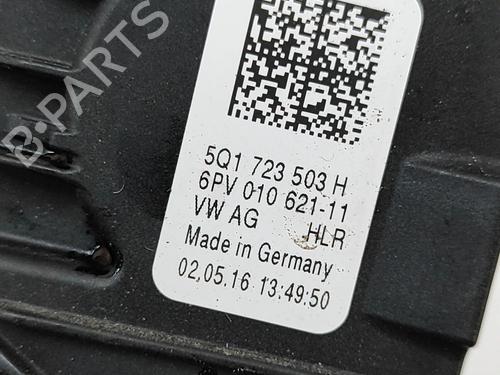 B-PARTS
5Q1 723 503 H
6PV 010 621-11
VW AG HLR
Made in Germany
02.05.16 13:49:50